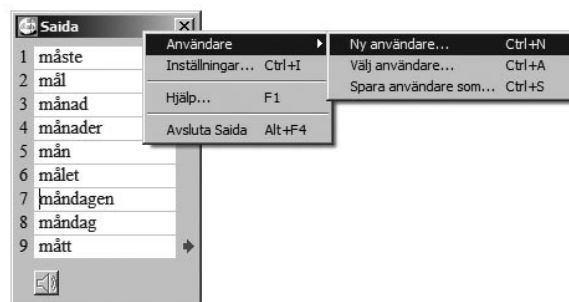 Saida
1 måste
2 mål
3 månad
4 månader
5 mån
6 målet
7 måndagen
8 måndag
9 mått
Användare
Inställningar... Ctrl+I
Hjälp... F1
Avsluta Saida Alt+F4
Ny användare... Ctrl+N
Välj användare... Ctrl+A
Spara användare som... Ctrl+S